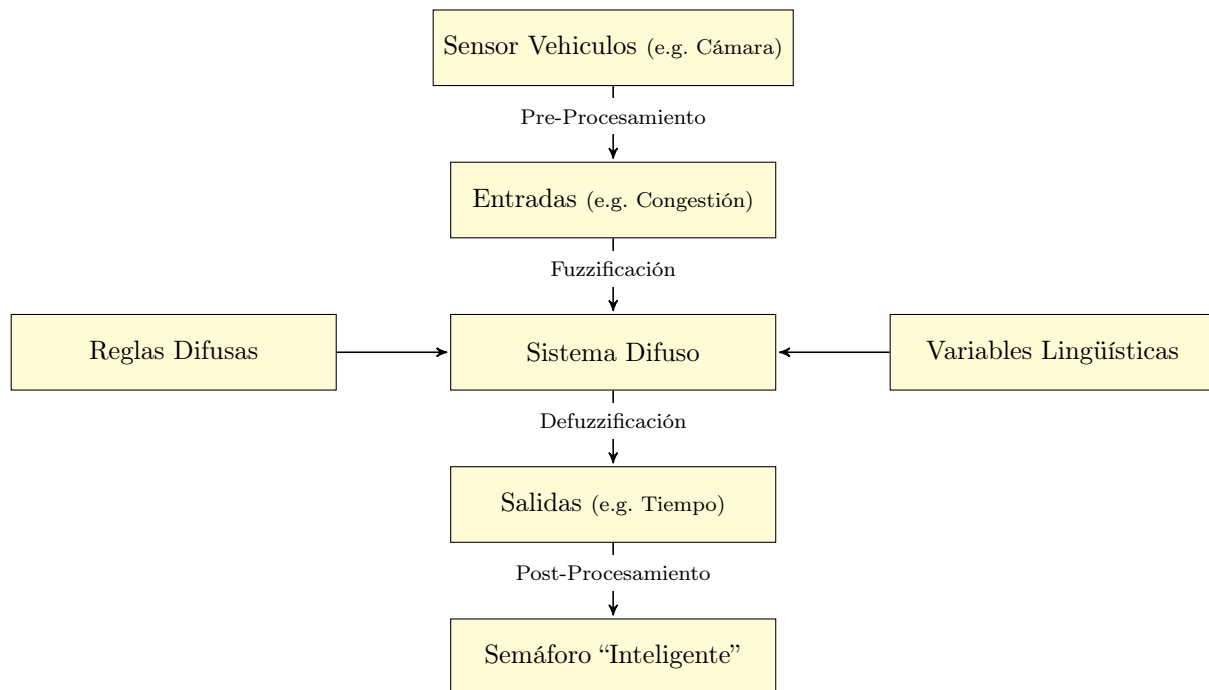 Sensor Vehiculos (e.g. Cámara)
Pre-Procesamiento
Entradas (e.g. Congestión)
Fuzzificación
Reglas Difusas
Sistema Difuso
Variables Lingüísticas
Defuzzificación
Salidas (e.g. Tiempo)
Post-Procesamiento
Semáforo “Inteligente”